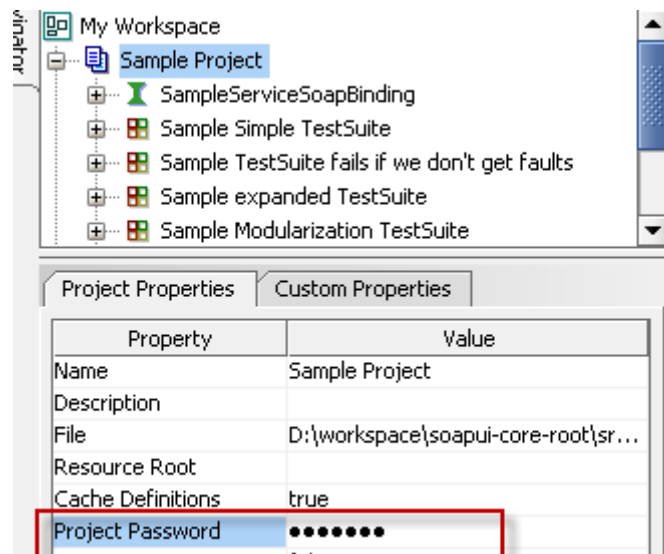 My Workspace
Sample Project
SampleServiceSoapBinding
Sample Simple TestSuite
Sample TestSuite fails if we don't get faults
Sample expanded TestSuite
Sample Modularization TestSuite
Project Properties Custom Properties
Property Value
Name Sample Project
Description
File D:\workspace\soapui-core-root\sr...
Resource Root
Cache Definitions true
Project Password ●●●●●●●